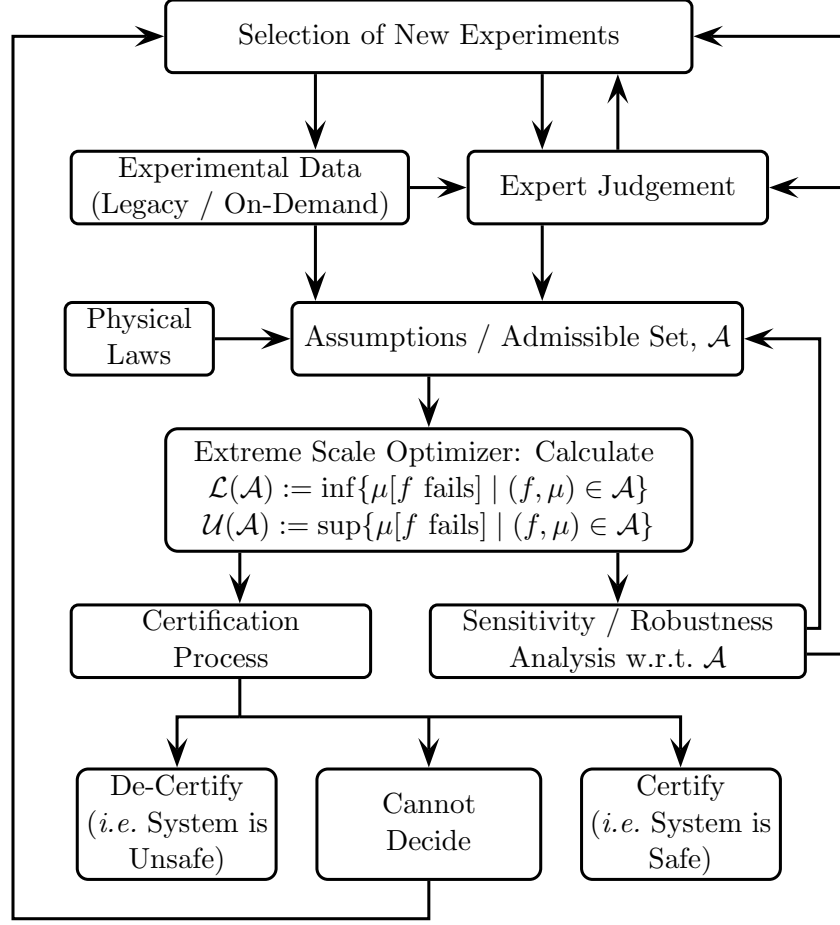 Selection of New Experiments
Experimental Data
(Legacy / On-Demand)
Expert Judgement
Physical
Laws
Assumptions / Admissible Set, 𝒜
Extreme Scale Optimizer: Calculate
ℒ(𝒜) := inf{μ[f fails] | (f, μ) ∈ 𝒜}
𝒰(𝒜) := sup{μ[f fails] | (f, μ) ∈ 𝒜}
Certification
Process
Sensitivity / Robustness
Analysis w.r.t. 𝒜
De-Certify
(i.e. System is
Unsafe)
Cannot
Decide
Certify
(i.e. System is
Safe)